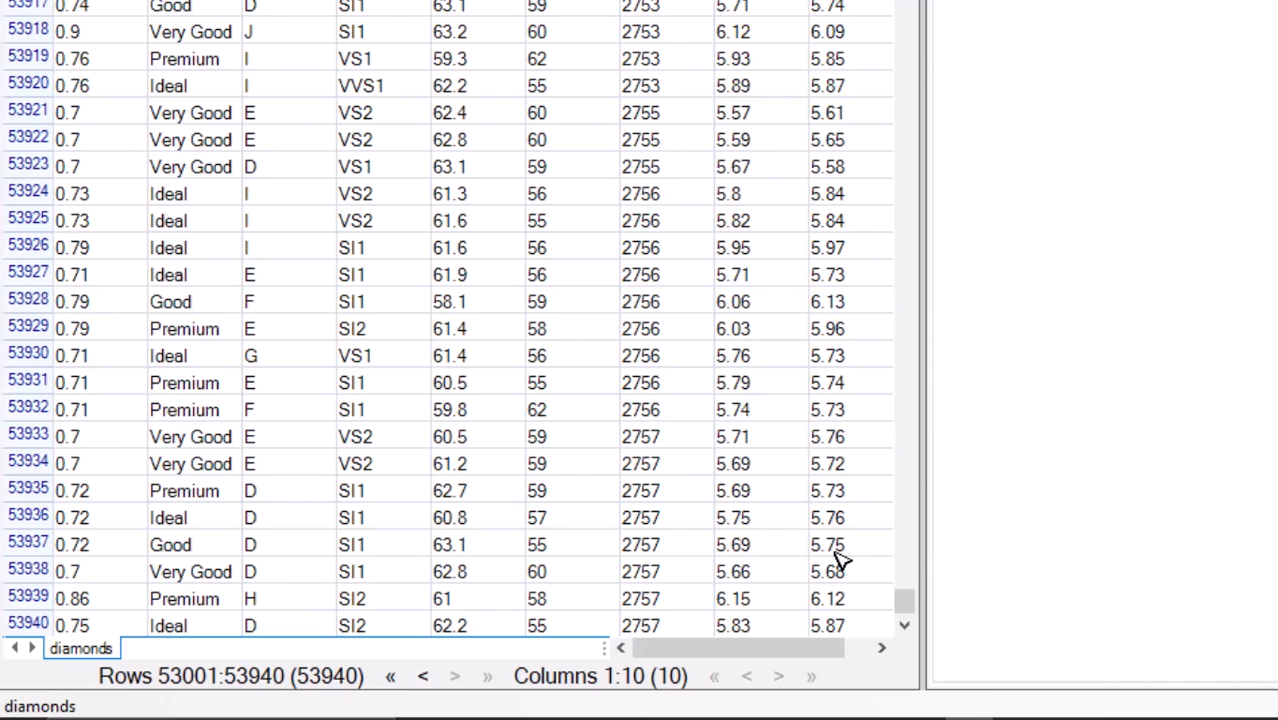 53917 0.74 Good D SI1 63.1 59 2753 5.71 5.74
53918 0.9 Very Good J SI1 63.2 60 2753 6.12 6.09
53919 0.76 Premium I VS1 59.3 62 2753 5.93 5.85
53920 0.76 Ideal I VVS1 62.2 55 2753 5.89 5.87
53921 0.7 Very Good E VS2 62.4 60 2755 5.57 5.61
53922 0.7 Very Good E VS2 62.8 60 2755 5.59 5.65
53923 0.7 Very Good D VS1 63.1 59 2755 5.67 5.58
53924 0.73 Ideal I VS2 61.3 56 2756 5.8 5.84
53925 0.73 Ideal I VS2 61.6 55 2756 5.82 5.84
53926 0.79 Ideal I SI1 61.6 56 2756 5.95 5.97
53927 0.71 Ideal E SI1 61.9 56 2756 5.71 5.73
53928 0.79 Good F SI1 58.1 59 2756 6.06 6.13
53929 0.79 Premium E SI2 61.4 58 2756 6.03 5.96
53930 0.71 Ideal G VS1 61.4 56 2756 5.76 5.73
53931 0.71 Premium E SI1 60.5 55 2756 5.79 5.74
53932 0.71 Premium F SI1 59.8 62 2756 5.74 5.73
53933 0.7 Very Good E VS2 60.5 59 2757 5.71 5.76
53934 0.7 Very Good E VS2 61.2 59 2757 5.69 5.72
53935 0.72 Premium D SI1 62.7 59 2757 5.69 5.73
53936 0.72 Ideal D SI1 60.8 57 2757 5.75 5.76
53937 0.72 Good D SI1 63.1 55 2757 5.69 5.75
53938 0.7 Very Good D SI1 62.8 60 2757 5.66 5.68
53939 0.86 Premium H SI2 61 58 2757 6.15 6.12
53940 0.75 Ideal D SI2 62.2 55 2757 5.83 5.87
diamonds
Rows 53001:53940 (53940) « < > » Columns 1:10 (10) « < > »
diamonds